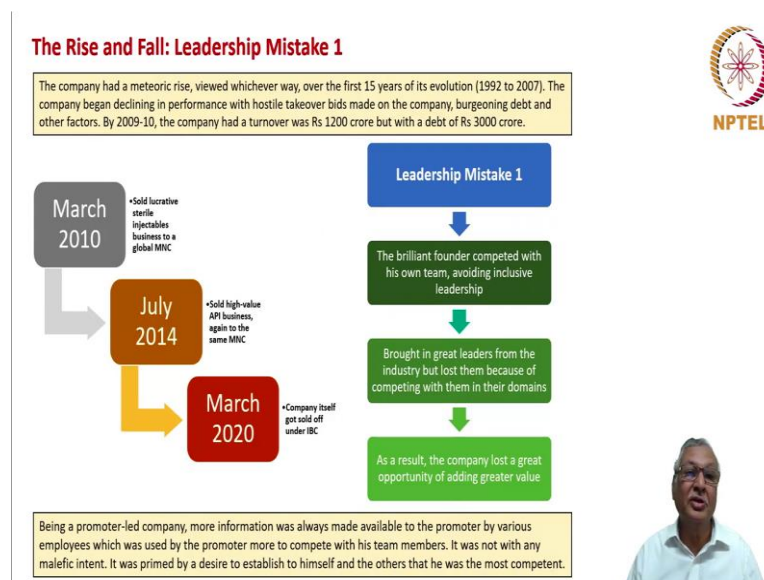 The Rise and Fall: Leadership Mistake 1
NPTEL
The company had a meteoric rise, viewed whichever way, over the first 15 years of its evolution (1992 to 2007). The
company began declining in performance with hostile takeover bids made on the company, burgeoning debt and
other factors. By 2009-10, the company had a turnover was Rs 1200 crore but with a debt of Rs 3000 crore.
March
2010
•Sold lucrative
sterile
injectables
business to a
global MNC
July
2014
•Sold high-value
API business,
again to the
same MNC
March
2020
•Company itself
got sold off
under IBC
Leadership Mistake 1
The brilliant founder competed with
his own team, avoiding inclusive
leadership
Brought in great leaders from the
industry but lost them because of
competing with them in their domains
As a result, the company lost a great
opportunity of adding greater value
Being a promoter-led company, more information was always made available to the promoter by various
employees which was used by the promoter more to compete with his team members. It was not with any
malefic intent. It was primed by a desire to establish to himself and the others that he was the most competent.